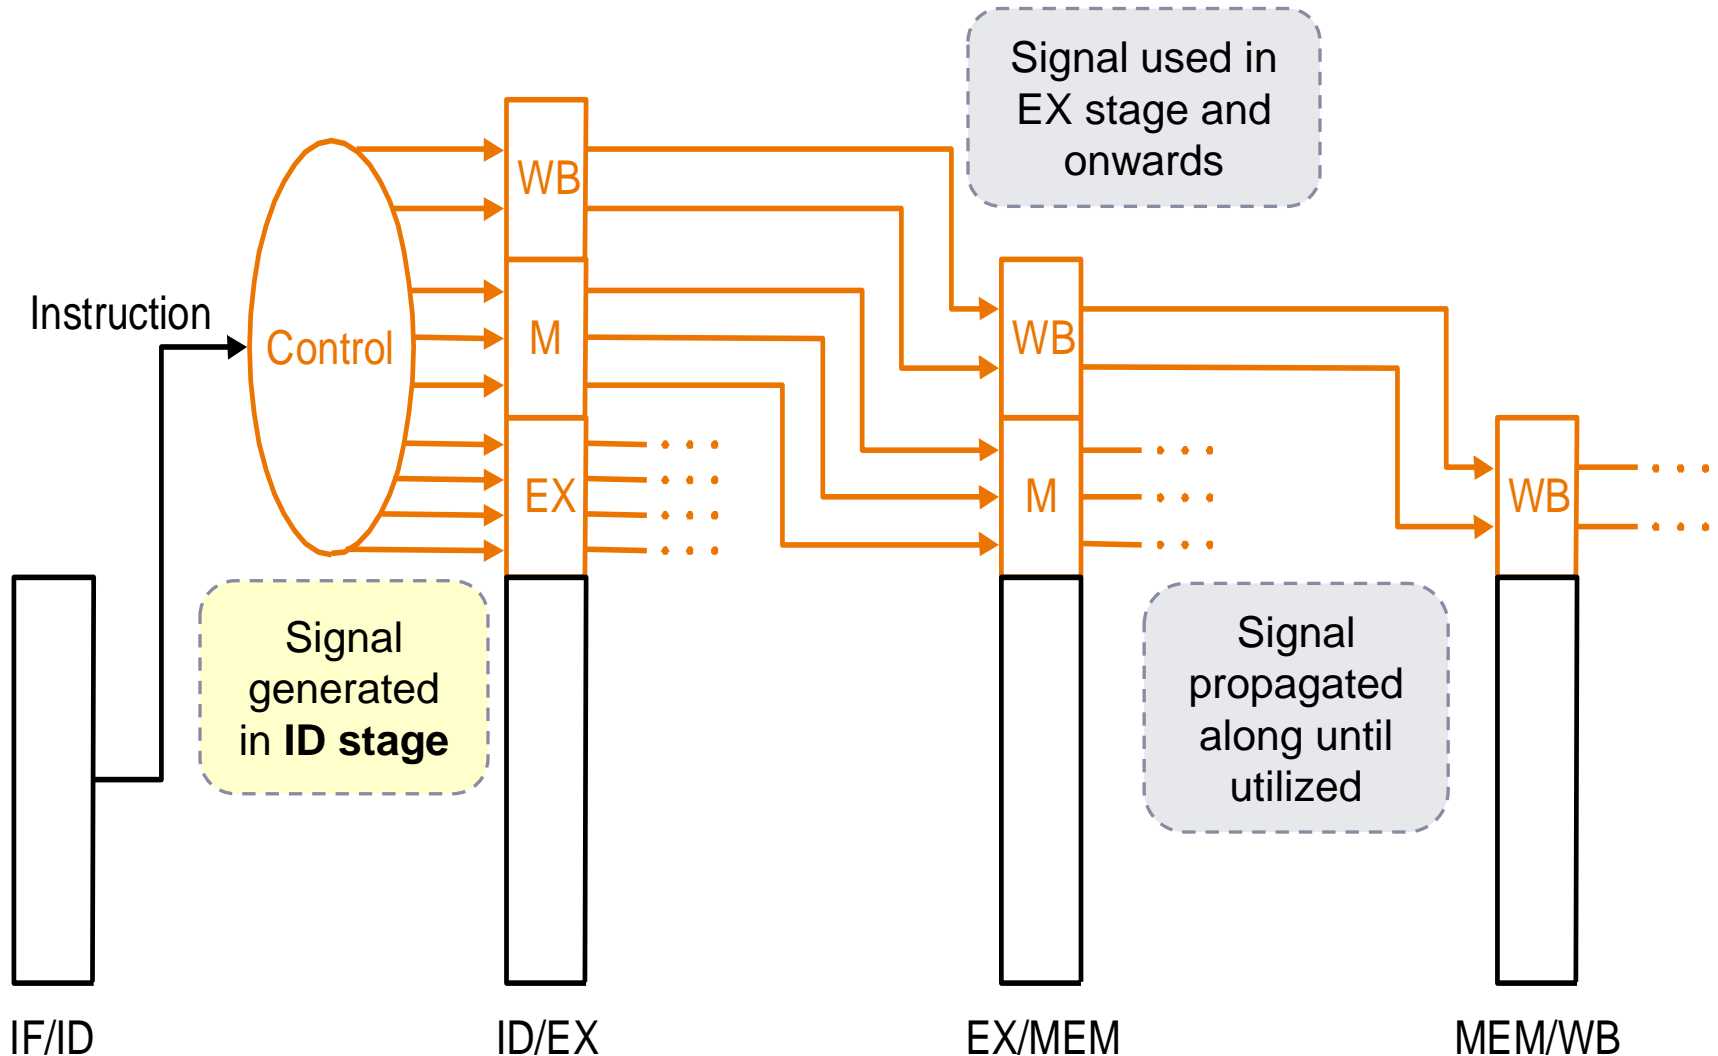 Signal used in
EX stage and
onwards
WB
Instruction
Control
M
WB
EX
M
WB
Signal
generated
in ID stage
Signal
propagated
along until
utilized
IF/ID
ID/EX
EX/MEM
MEM/WB